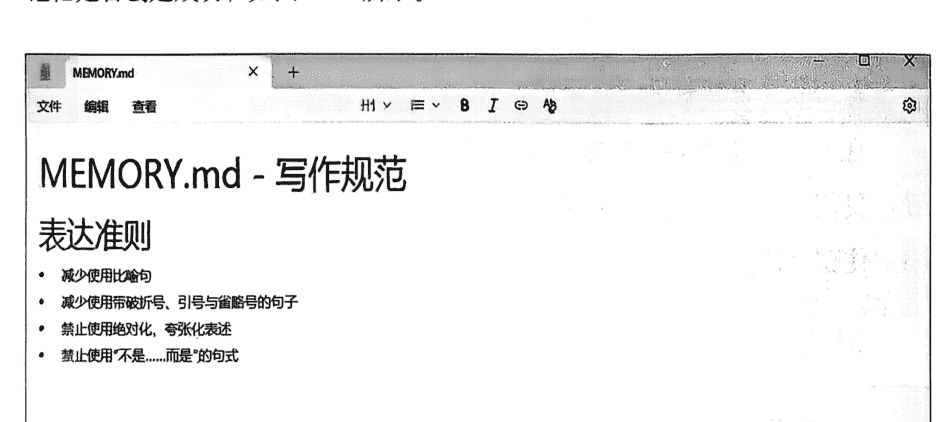 MEMORY.md
文件 编辑 查看 H1 B I
MEMORY.md - 写作规范
表达准则
• 减少使用比喻句
• 减少使用带破折号、引号与省略号的句子
• 禁止使用绝对化，夸张化表述
• 禁止使用“不是……而是”的句式